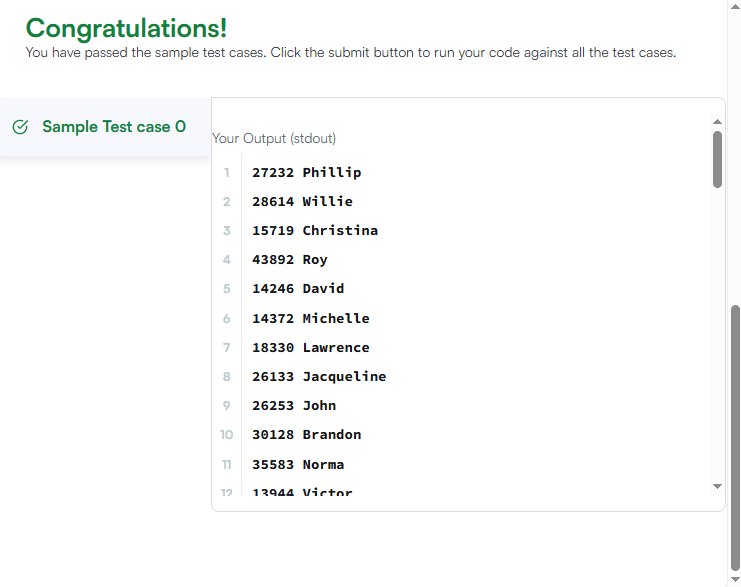 Congratulations!
You have passed the sample test cases. Click the submit button to run your code against all the test cases.
Sample Test case 0
Your Output (stdout)
1 27232 Phillip
2 28614 Willie
3 15719 Christina
4 43892 Roy
5 14246 David
6 14372 Michelle
7 18330 Lawrence
8 26133 Jacqueline
9 26253 John
10 30128 Brandon
11 35583 Norma
12 13944 Victor